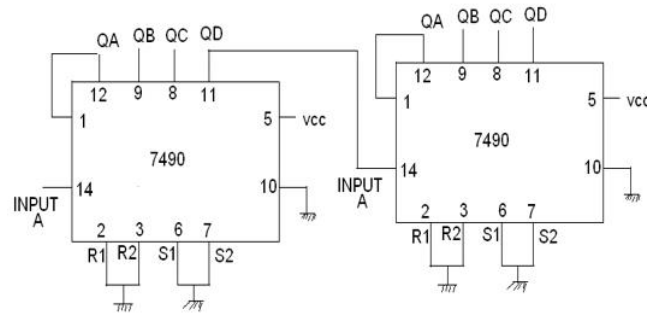 QA QB QC QD
12 9 8 11
1 5 vcc
7490
INPUT A 14 10
2 3 6 7
R1 R2 S1 S2
QA QB QC QD
12 9 8 11
1 5 vcc
7490
INPUT A 14 10
2 3 6 7
R1 R2 S1 S2